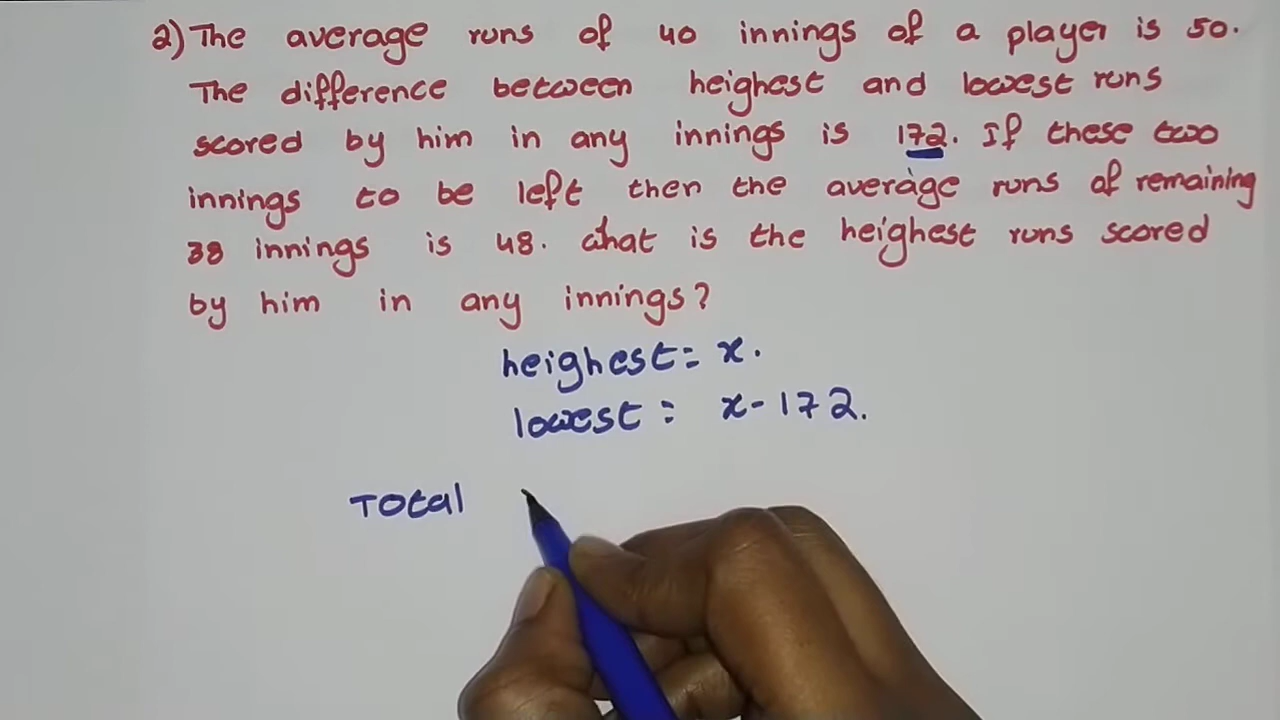 2) The average runs of 40 innings of a player is 50.
The difference between heighest and lowest runs
scored by him in any innings is 172. If these two
innings to be left then the average runs of remaining
38 innings is 48. What is the heighest runs scored
by him in any innings?
heighest = x.
lowest = x - 172.
Total